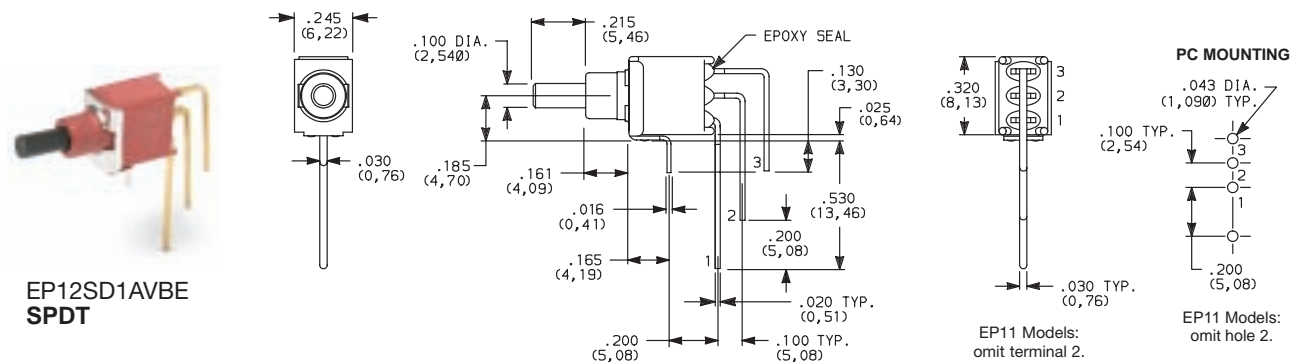 EP12SD1AVBE
SPDT
.245
(6,22)
.030
(0,76)
.215
(5,46)
.100 DIA.
(2,54Ø)
EPOXY SEAL
.130
(3,30)
.025
(0,64)
.185
(4,70)
.161
(4,09)
.016
(0,41)
.165
(4,19)
3
2
1
.530
(13,46)
.200
(5,08)
.020 TYP.
(0,51)
.200
(5,08)
.100 TYP.
(5,08)
.320
(8,13)
3
2
1
.030 TYP.
(0,76)
EP11 Models:
omit terminal 2.
PC MOUNTING
.043 DIA.
(1,09Ø) TYP.
.100 TYP.
(2,54)
3
2
1
.200
(5,08)
EP11 Models:
omit hole 2.